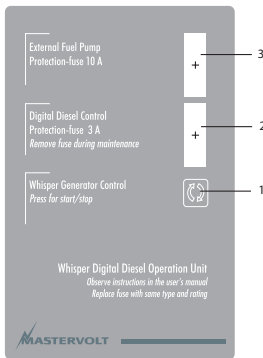 External Fuel Pump
Protection-fuse 10 A
3
+
Digital Diesel Control
Protection-fuse 3 A
Remove fuse during maintenance
2
+
Whisper Generator Control
Press for start/stop
1
Whisper Digital Diesel Operation Unit
Observe instructions in the user's manual
Replace fuse with same type and rating
MASTERVOLT